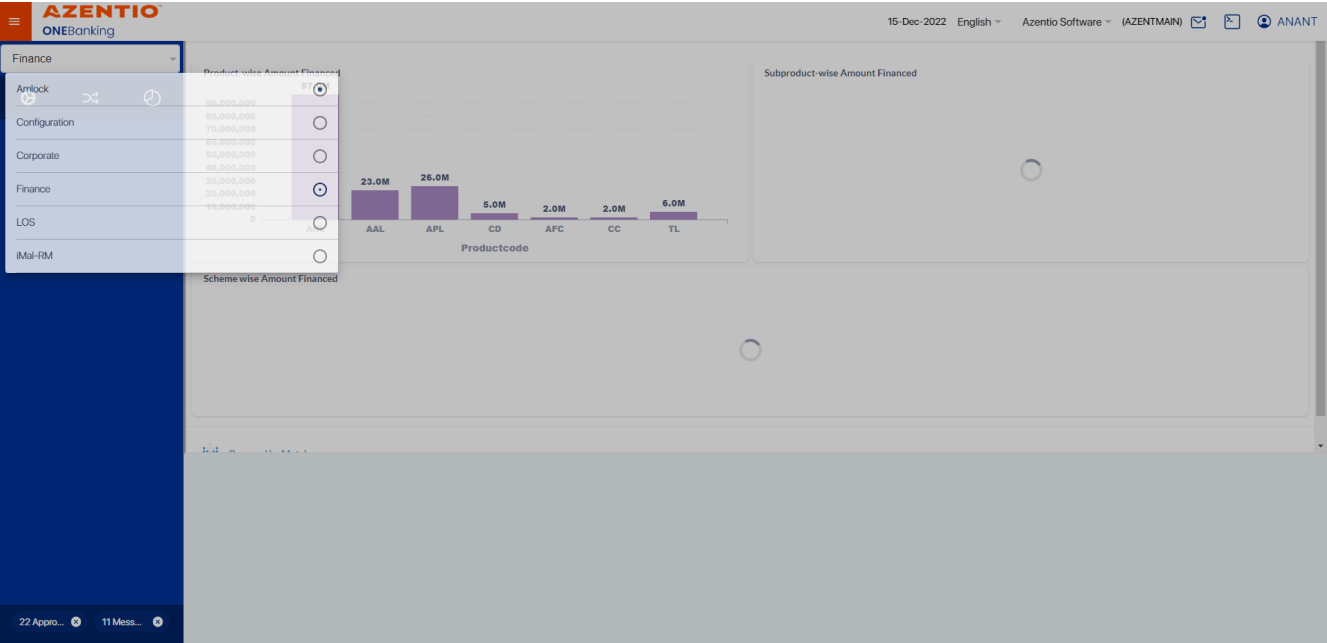 AZENTIO
ONEBanking
15-Dec-2022 English Azentio Software (AZENTMAIN) ANANT
Finance
Amlock
Configuration
Corporate
Finance
LOS
iMal-RM
Product-wise Amount Financed
90,000,000
80,000,000
70,000,000
60,000,000
50,000,000
40,000,000
30,000,000
20,000,000
10,000,000
0
23.0M
26.0M
5.0M
2.0M
2.0M
6.0M
AAL APL CD AFC CC TL
Productcode
Subproduct-wise Amount Financed
Scheme wise Amount Financed
22 Appro...
11 Mess...